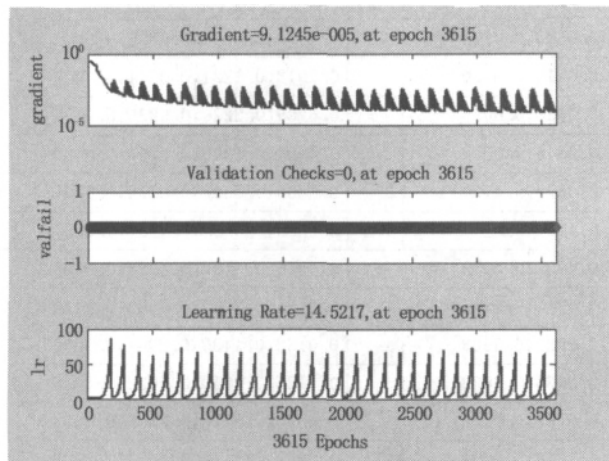 Gradient=9.1245e-005, at epoch 3615
10^0
gradient
10^-5
Validation Checks=0, at epoch 3615
1
valfail
0
-1
Learning Rate=14.5217, at epoch 3615
100
lr
50
0
0 500 1000 1500 2000 2500 3000 3500
3615 Epochs